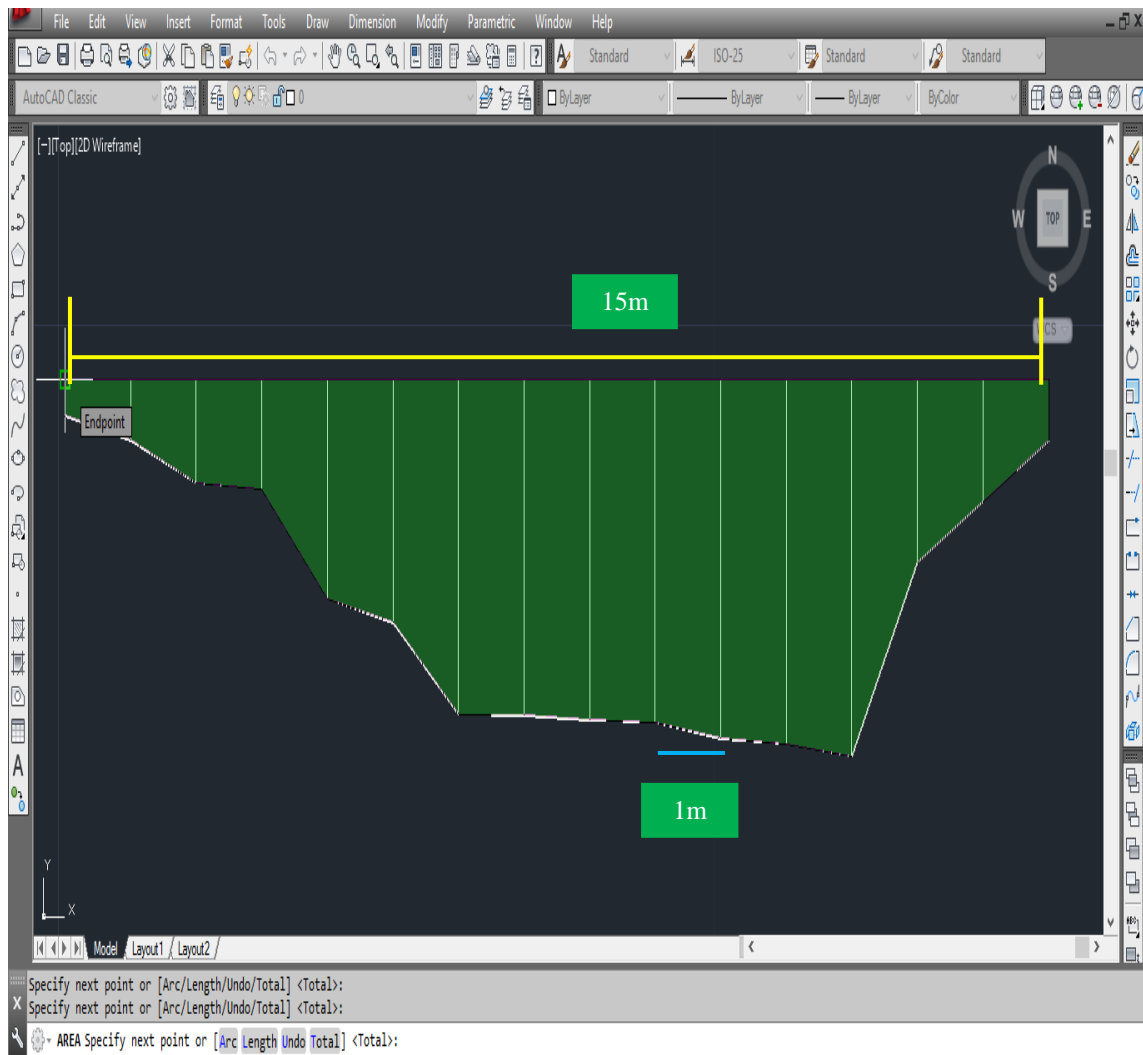 File Edit View Insert Format Tools Draw Dimension Modify Parametric Window Help
Standard ISO-25 Standard Standard
AutoCAD Classic 0 ByLayer ByLayer ByLayer ByColor
[−][Top][2D Wireframe]
N
W TOP E
S
15m
Endpoint
1m
Y
X
Model Layout1 Layout2
Specify next point or [Arc/Length/Undo/Total] <Total>:
Specify next point or [Arc/Length/Undo/Total] <Total>:
AREA Specify next point or [Arc Length Undo Total] <Total>: